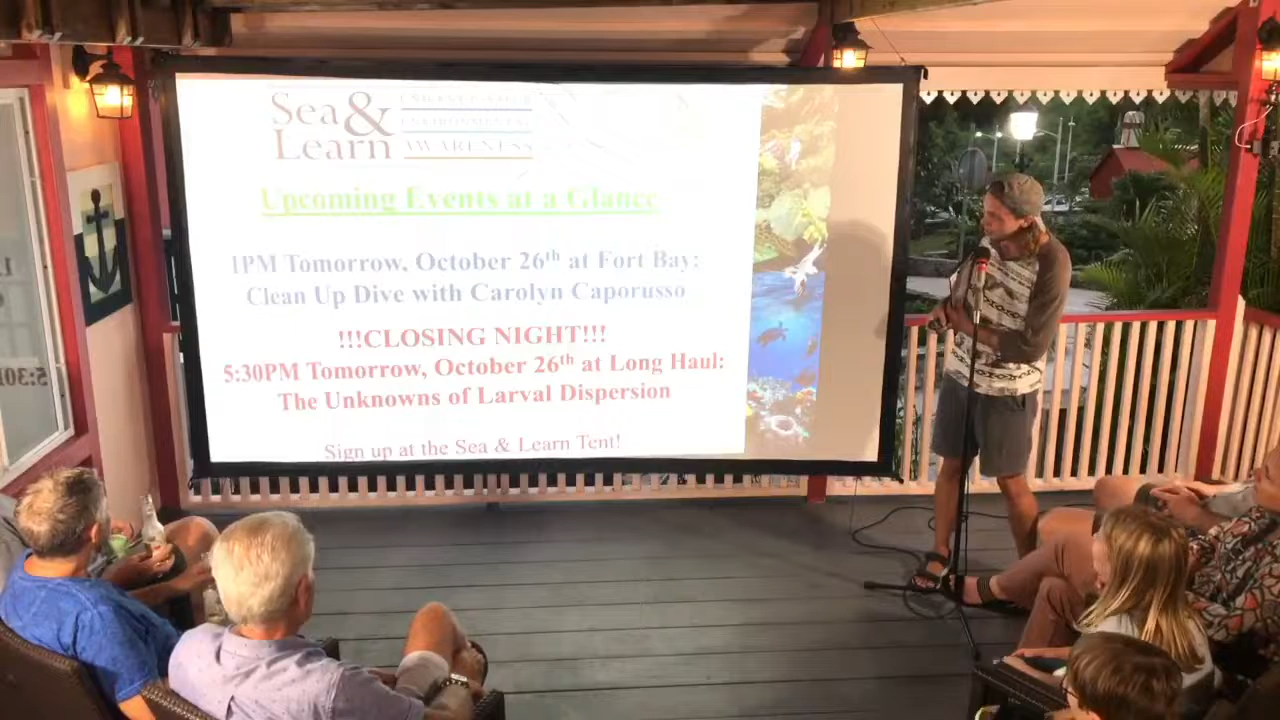 Sea & Learn
ENVIRONMENTAL
AWARENESS
Upcoming Events at a Glance
1PM Tomorrow, October 26th at Fort Bay:
Clean Up Dive with Carolyn Caporusso
!!!CLOSING NIGHT!!!
5:30PM Tomorrow, October 26th at Long Haul:
The Unknowns of Larval Dispersion
Sign up at the Sea & Learn Tent!